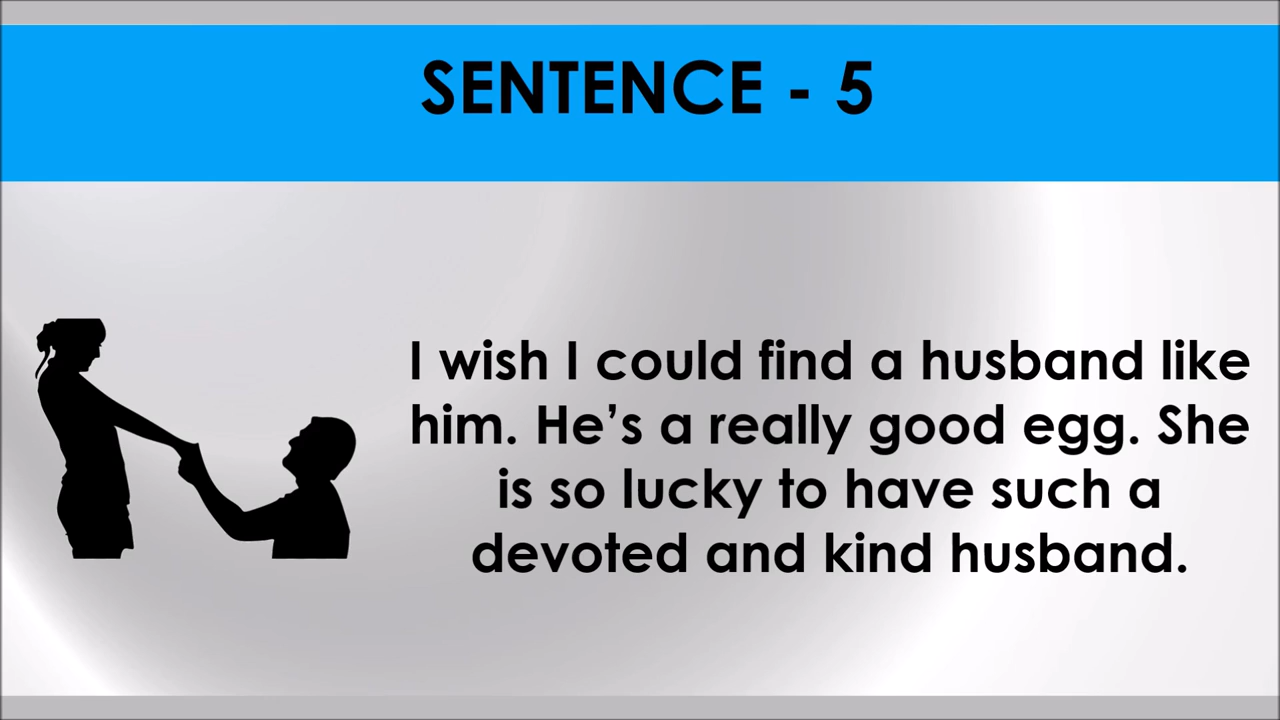 SENTENCE - 5
I wish I could find a husband like
him. He’s a really good egg. She
is so lucky to have such a
devoted and kind husband.